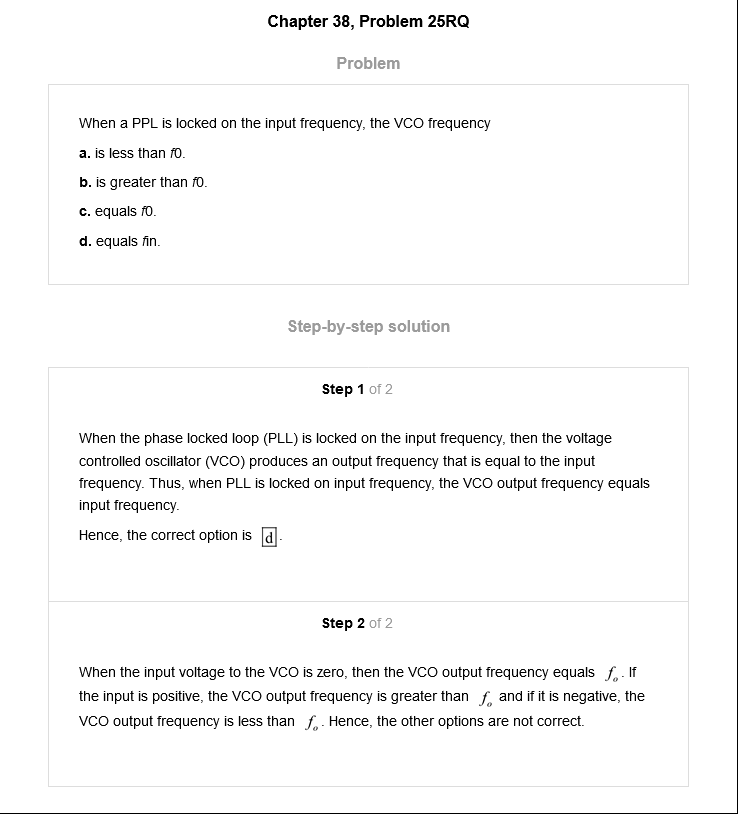 Chapter 38, Problem 25RQ
Problem
When a PPL is locked on the input frequency, the VCO frequency
a. is less than f0.
b. is greater than f0.
c. equals f0.
d. equals fin.
Step-by-step solution
Step 1 of 2
When the phase locked loop (PLL) is locked on the input frequency, then the voltage
controlled oscillator (VCO) produces an output frequency that is equal to the input
frequency. Thus, when PLL is locked on input frequency, the VCO output frequency equals
input frequency.
Hence, the correct option is d.
Step 2 of 2
When the input voltage to the VCO is zero, then the VCO output frequency equals fₒ. If
the input is positive, the VCO output frequency is greater than fₒ and if it is negative, the
VCO output frequency is less than fₒ. Hence, the other options are not correct.